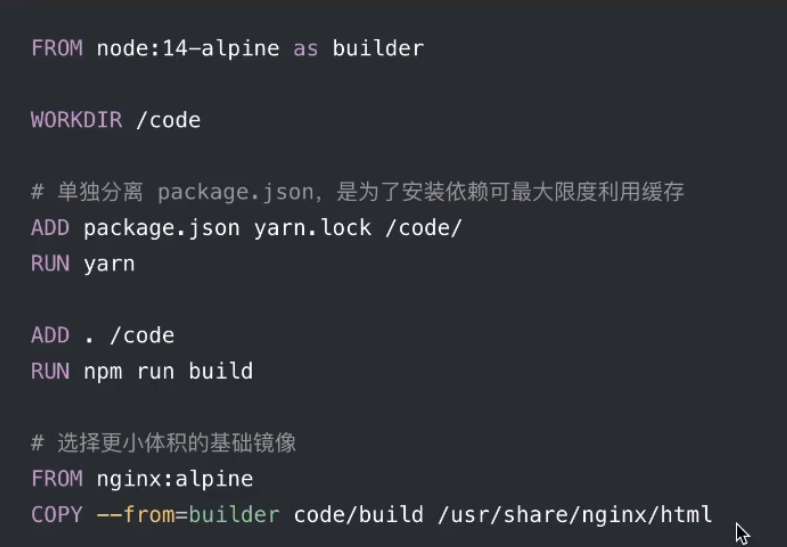 FROM node:14-alpine as builder
WORKDIR /code
# 单独分离 package.json，是为了安装依赖可最大限度利用缓存
ADD package.json yarn.lock /code/
RUN yarn
ADD . /code
RUN npm run build
# 选择更小体积的基础镜像
FROM nginx:alpine
COPY --from=builder code/build /usr/share/nginx/html